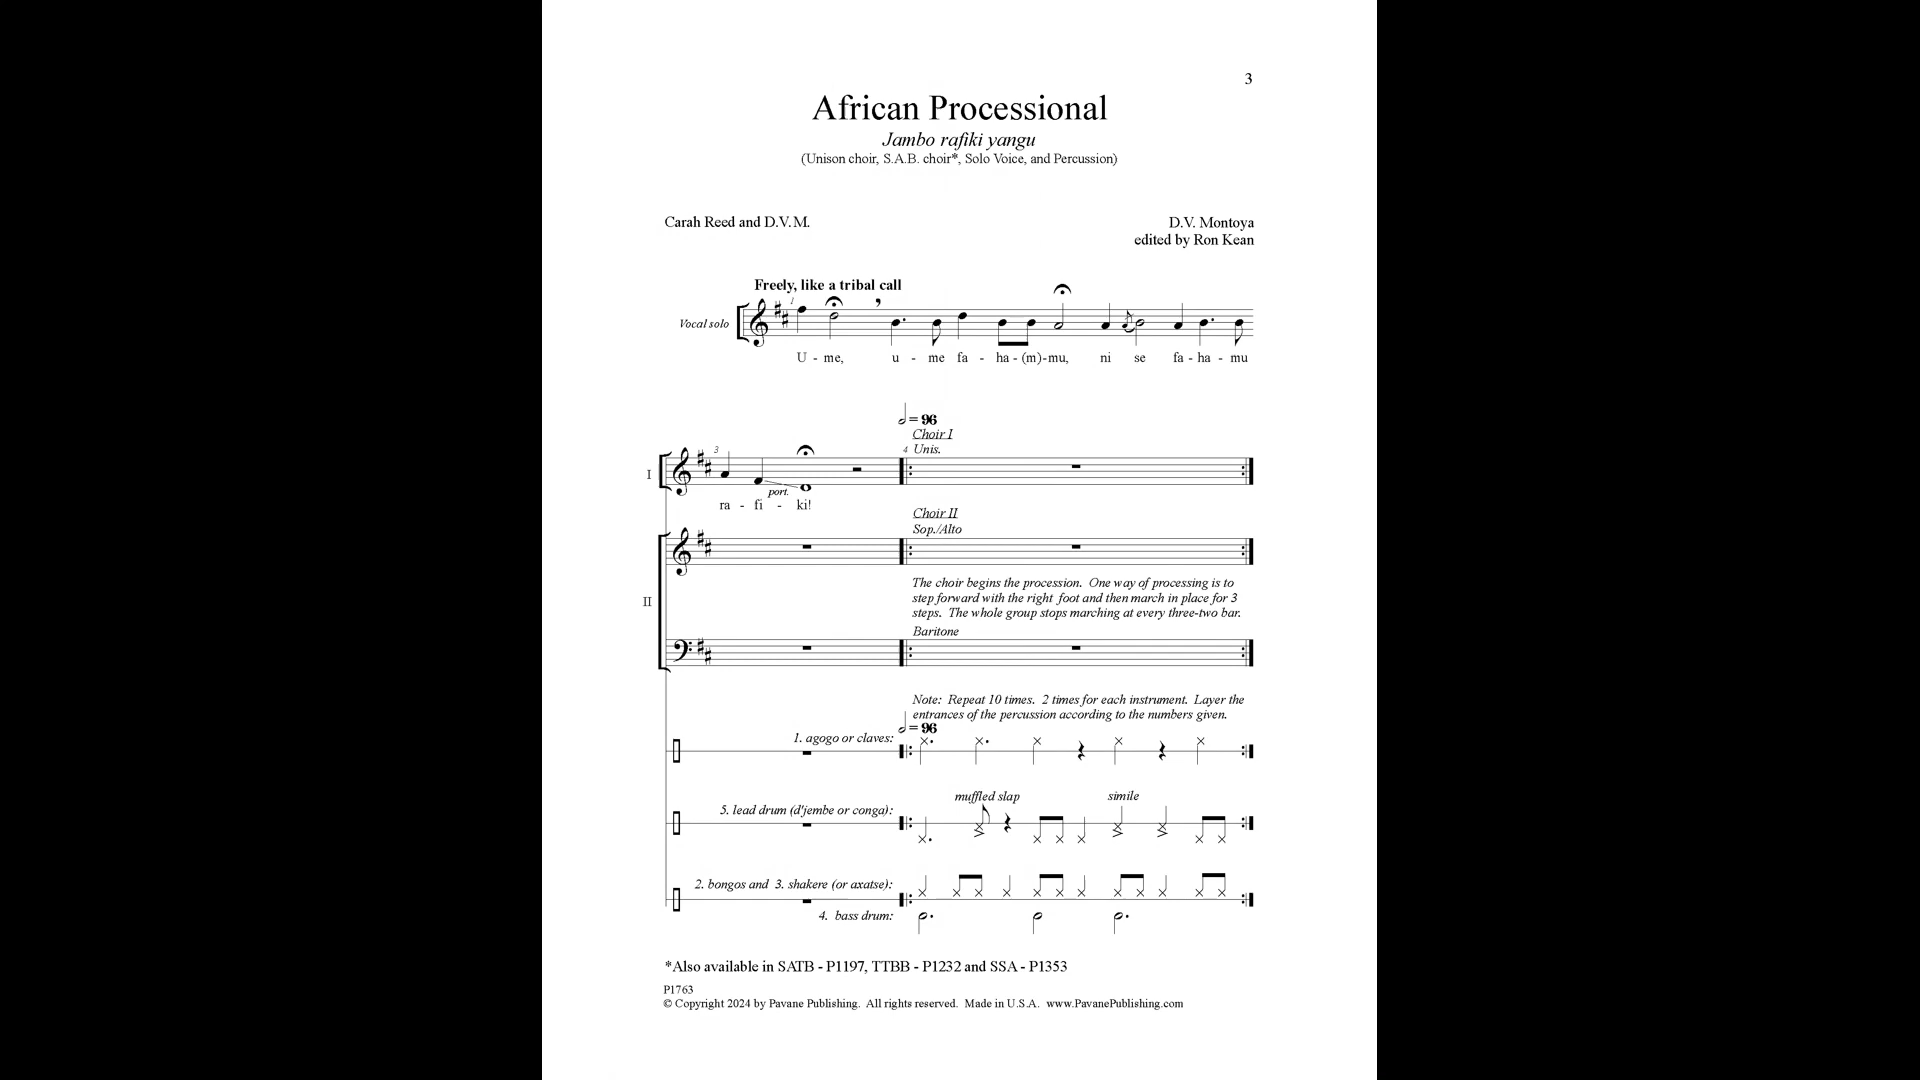 3
African Processional
Jambo rafiki yangu
(Unison choir, S.A.B. choir*, Solo Voice, and Percussion)
Carah Reed and D.V.M.
D.V. Montoya
edited by Ron Kean
Freely, like a tribal call
1
Vocal solo
U - me, u - me fa - ha - (m)-mu, ni se fa - ha - mu
= 96
Choir I
3
4 Unis.
I
port.
ra - fi - ki!
Choir II
Sop./Alto
The choir begins the procession. One way of processing is to
step forward with the right foot and then march in place for 3
steps. The whole group stops marching at every three-two bar.
II
Baritone
Note: Repeat 10 times. 2 times for each instrument. Layer the
entrances of the percussion according to the numbers given.
= 96
1. agogo or claves:
muffled slap simile
5. lead drum (d'jembe or conga):
2. bongos and 3. shakere (or axatse):
4. bass drum:
*Also available in SATB - P1197, TTBB - P1232 and SSA - P1353
P1763
© Copyright 2024 by Pavane Publishing. All rights reserved. Made in U.S.A. www.PavanePublishing.com